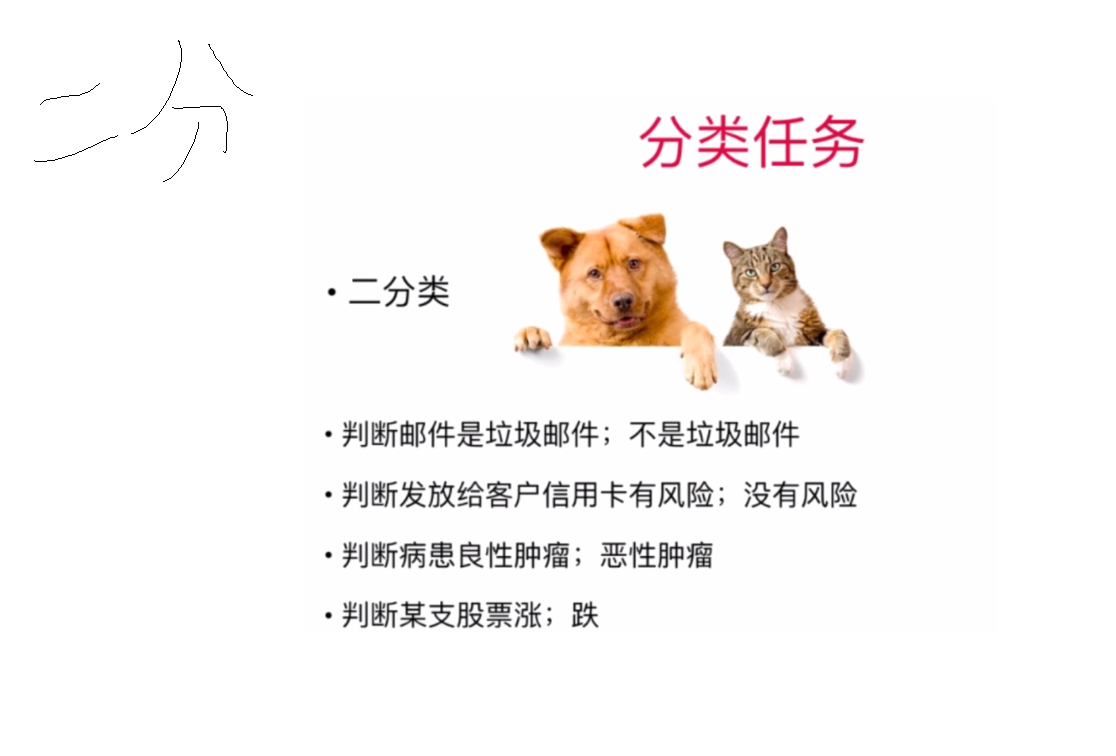 二分
分类任务
• 二分类
• 判断邮件是垃圾邮件；不是垃圾邮件
• 判断发放给客户信用卡有风险；没有风险
• 判断病患良性肿瘤；恶性肿瘤
• 判断某支股票涨；跌